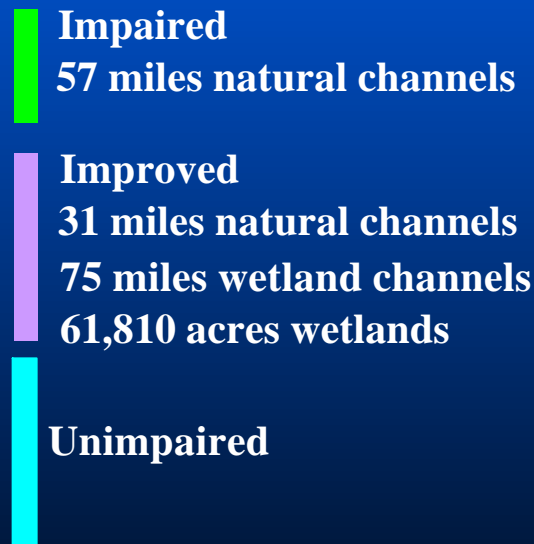 Impaired
57 miles natural channels
Improved
31 miles natural channels
75 miles wetland channels
61,810 acres wetlands
Unimpaired